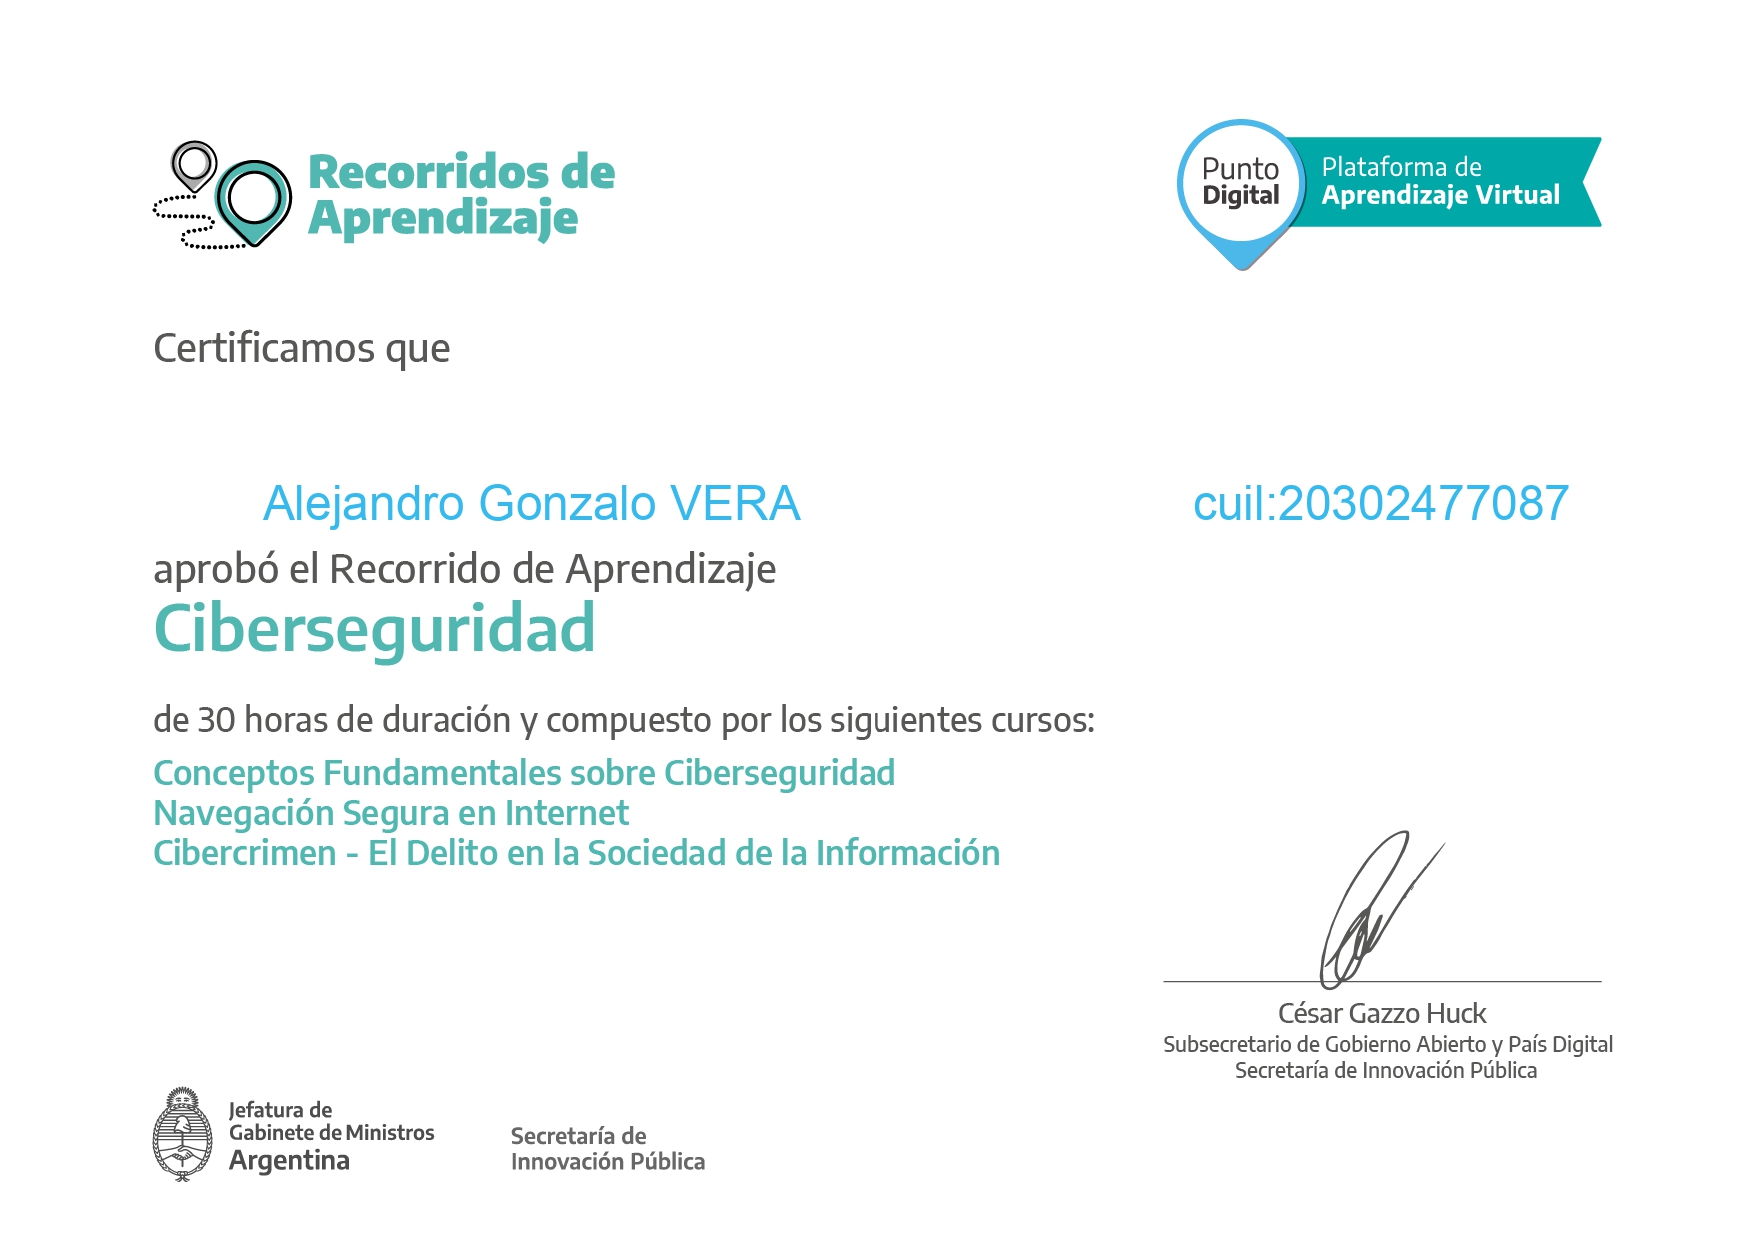 Recorridos de
Aprendizaje
Punto
Digital
Plataforma de
Aprendizaje Virtual
Certificamos que
Alejandro Gonzalo VERA
cuil:20302477087
aprobó el Recorrido de Aprendizaje
Ciberseguridad
de 30 horas de duración y compuesto por los siguientes cursos:
Conceptos Fundamentales sobre Ciberseguridad
Navegación Segura en Internet
Cibercrimen - El Delito en la Sociedad de la Información
César Gazzo Huck
Subsecretario de Gobierno Abierto y País Digital
Secretaría de Innovación Pública
Jefatura de
Gabinete de Ministros
Argentina
Secretaría de
Innovación Pública